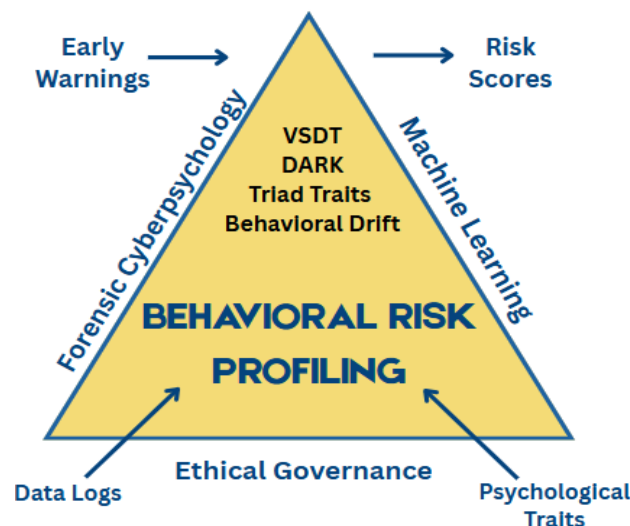 Early
Warnings
Risk
Scores
Forensic Cyberpsychology
Machine Learning
VSDT
DARK
Triad Traits
Behavioral Drift
BEHAVIORAL RISK
PROFILING
Ethical Governance
Data Logs
Psychological
Traits